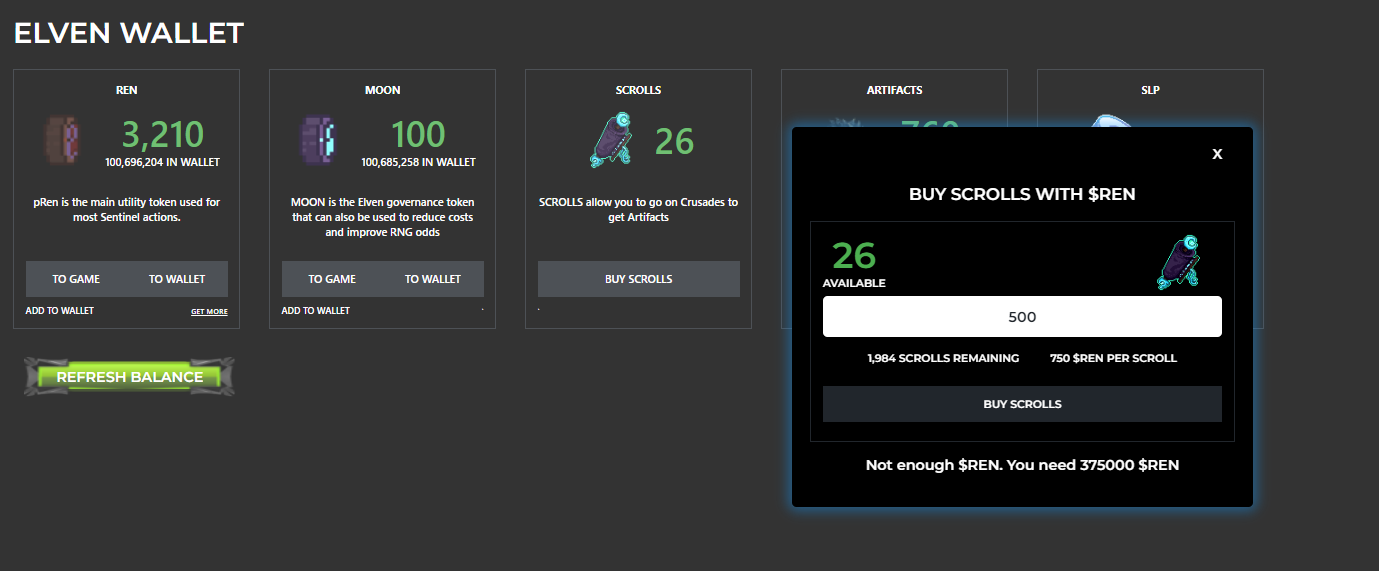 ELVEN WALLET
REN
3,210
100,696,204 IN WALLET
pRen is the main utility token used for
most Sentinel actions.
TO GAME TO WALLET
ADD TO WALLET GET MORE
MOON
100
100,685,258 IN WALLET
MOON is the Elven governance token
that can also be used to reduce costs
and improve RNG odds
TO GAME TO WALLET
ADD TO WALLET
SCROLLS
26
SCROLLS allow you to go on Crusades to
get Artifacts
BUY SCROLLS
ARTIFACTS
SLP
REFRESH BALANCE
X
BUY SCROLLS WITH $REN
26
AVAILABLE
500
1,984 SCROLLS REMAINING 750 $REN PER SCROLL
BUY SCROLLS
Not enough $REN. You need 375000 $REN